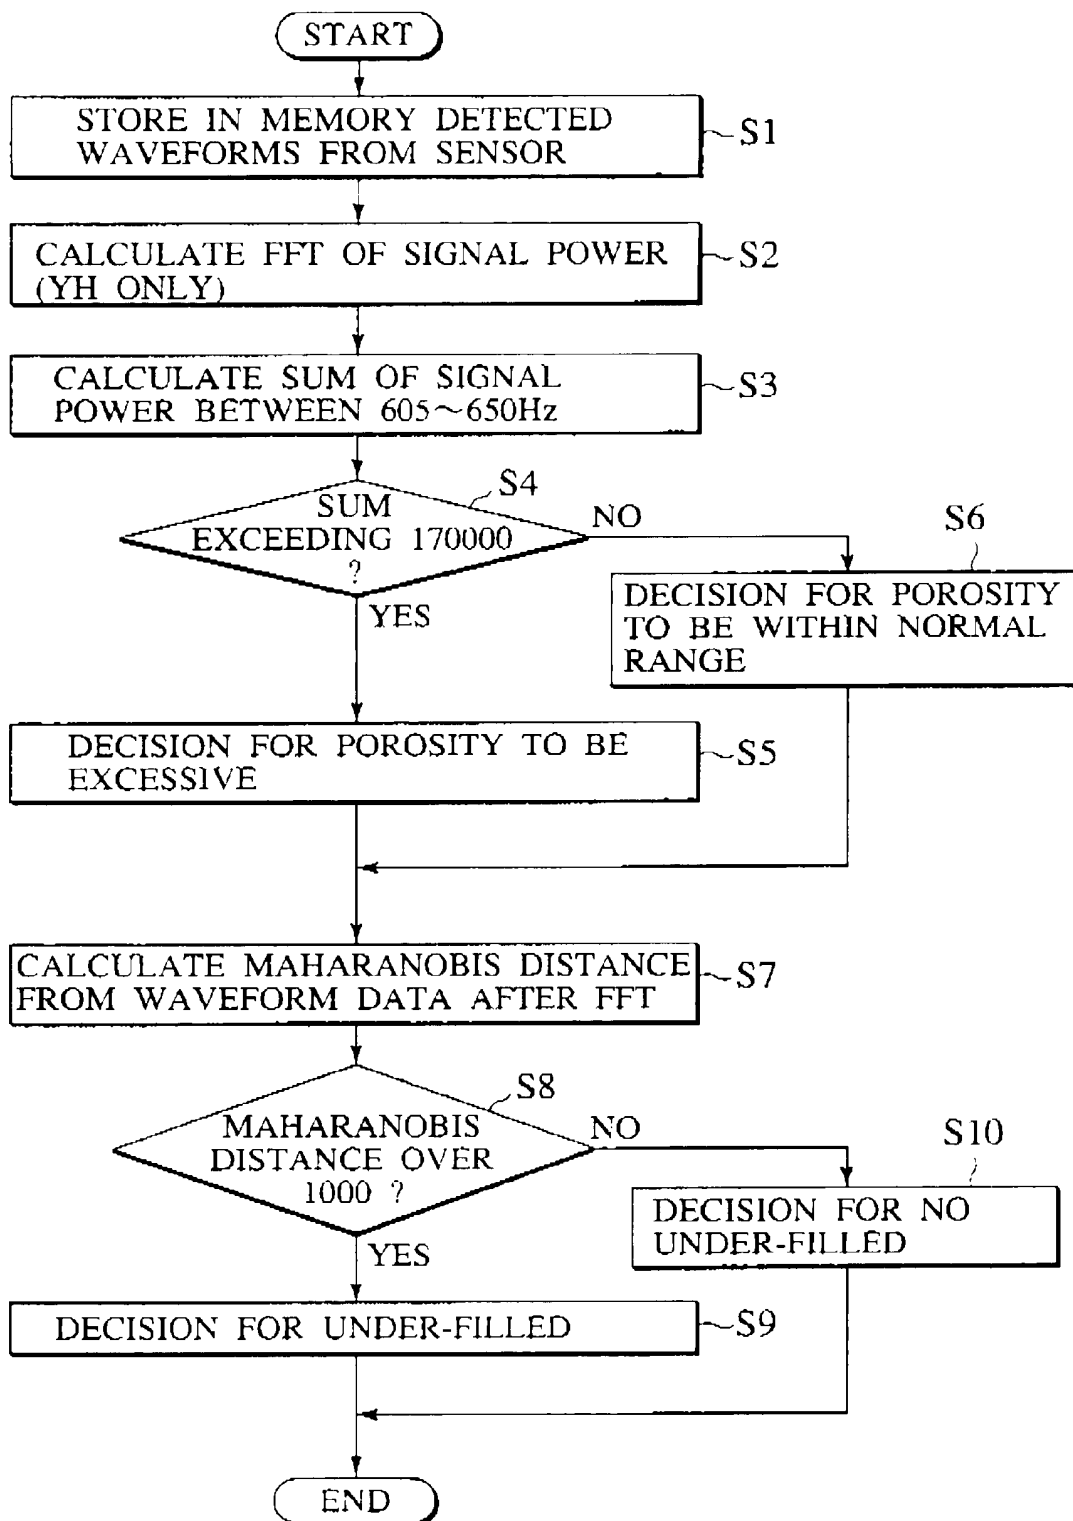 START
STORE IN MEMORY DETECTED
WAVEFORMS FROM SENSOR
S1
CALCULATE FFT OF SIGNAL POWER
(YH ONLY)
S2
CALCULATE SUM OF SIGNAL
POWER BETWEEN 605~650Hz
S3
S4
SUM
EXCEEDING 170000
?
NO
YES
S6
DECISION FOR POROSITY
TO BE WITHIN NORMAL
RANGE
DECISION FOR POROSITY TO BE
EXCESSIVE
S5
CALCULATE MAHARANOBIS DISTANCE
FROM WAVEFORM DATA AFTER FFT
S7
S8
MAHARANOBIS
DISTANCE OVER
1000 ?
NO
YES
S10
DECISION FOR NO
UNDER-FILLED
DECISION FOR UNDER-FILLED
S9
END